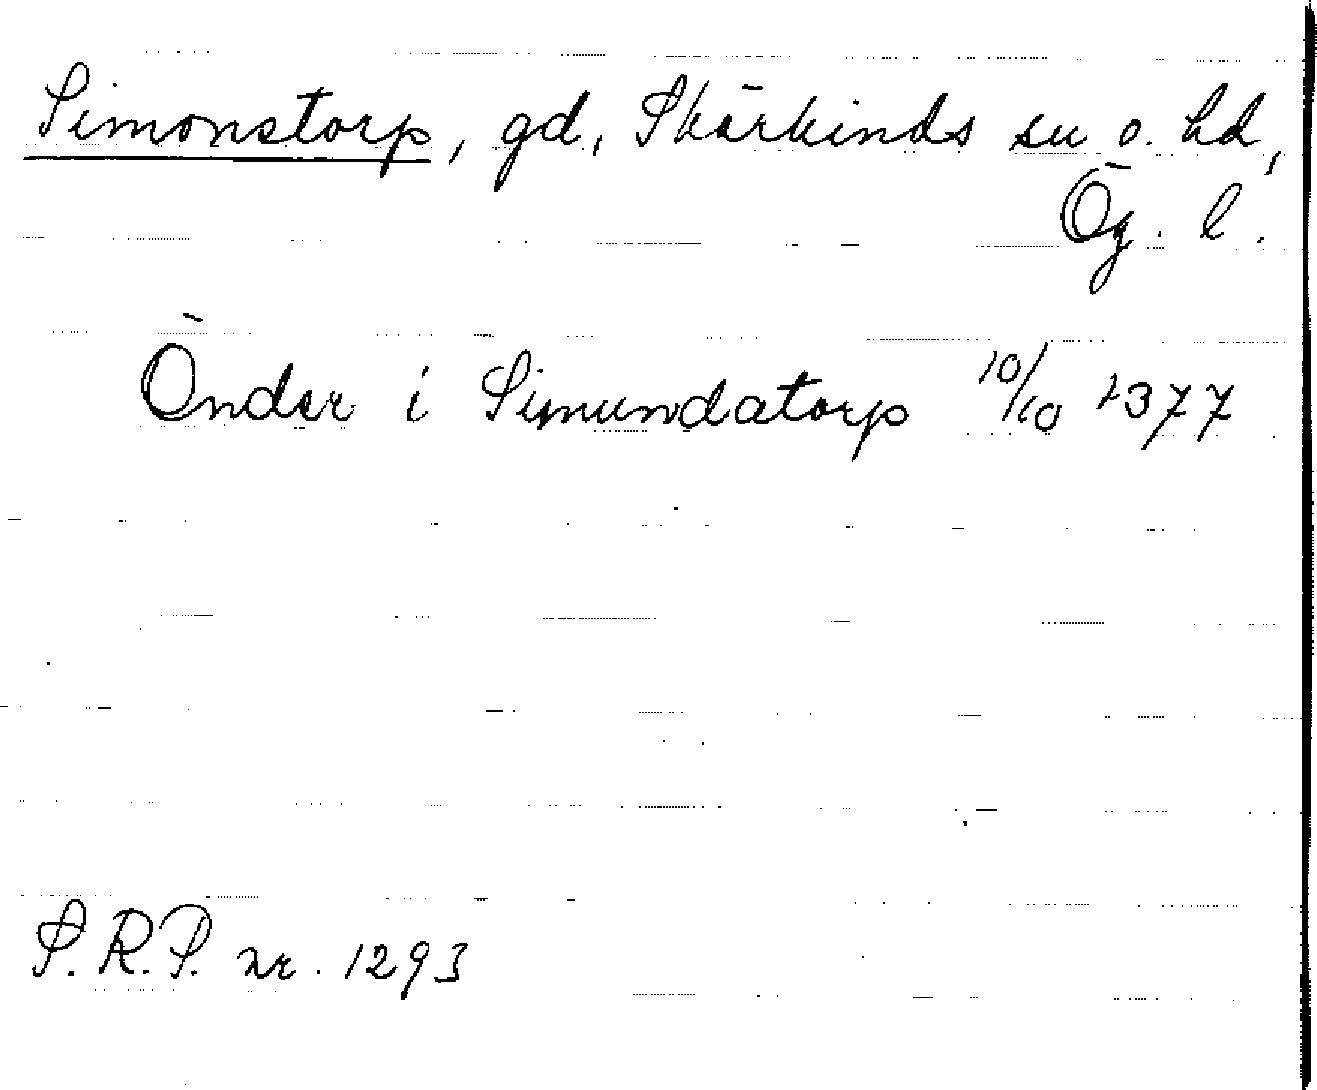 Simonstorp, gd, Skärkinds sn o. hd,
Ög. l.
Önder i Simundatorp 10/10 1377
S.R.P. nr. 1293